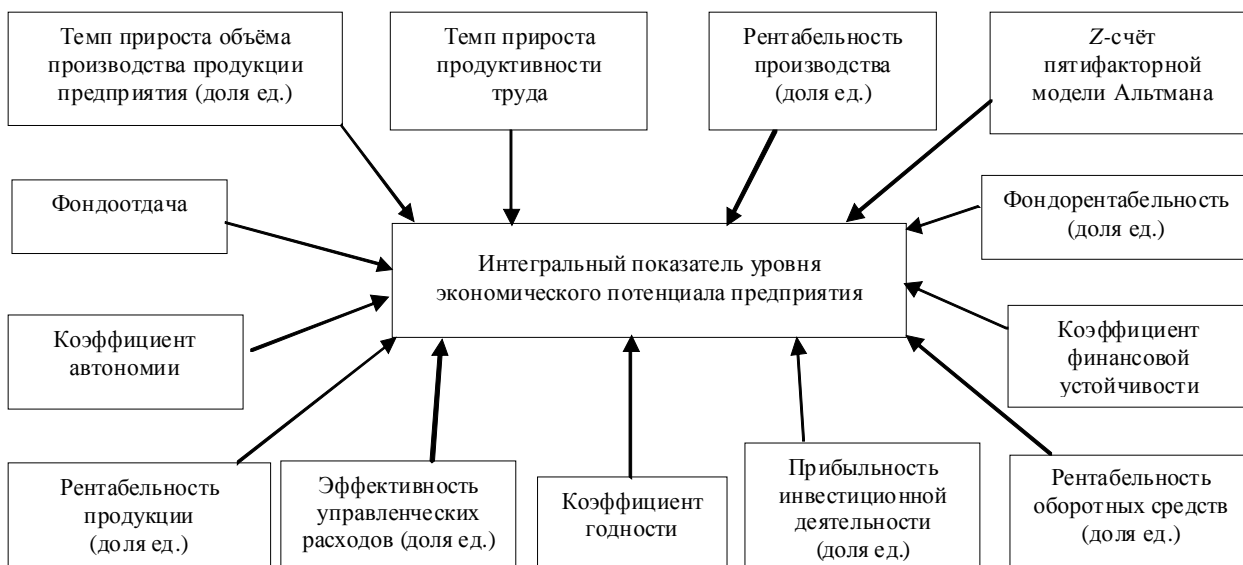 Темп прироста объёма
производства продукции
предприятия (доля ед.)
Темп прироста
продуктивности
труда
Рентабельность
производства
(доля ед.)
Z-счёт
пятифакторной
модели Альтмана
Фондоотдача
Фондорентабельность
(доля ед.)
Интегральный показатель уровня
экономического потенциала предприятия
Коэффициент
автономии
Коэффициент
финансовой
устойчивости
Рентабельность
продукции
(доля ед.)
Эффективность
управленческих
расходов (доля ед.)
Коэффициент
годности
Прибыльность
инвестиционной
деятельности
(доля ед.)
Рентабельность
оборотных средств
(доля ед.)